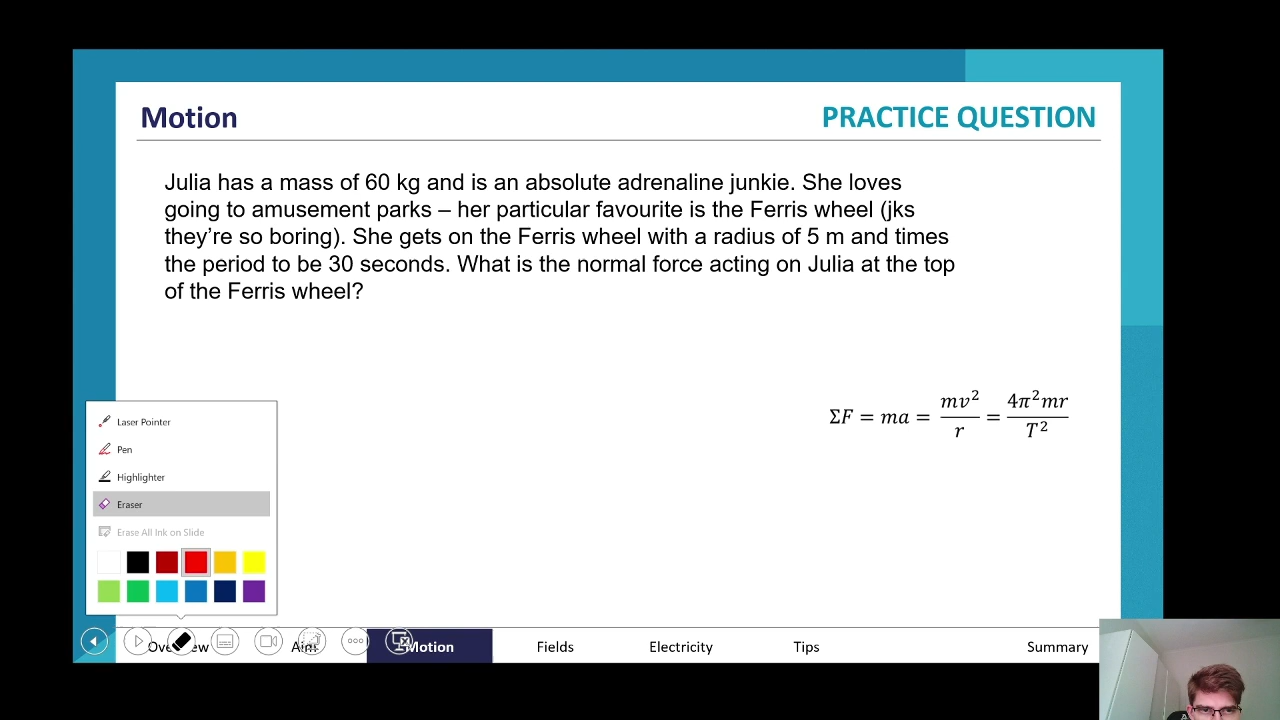 Motion
PRACTICE QUESTION
Julia has a mass of 60 kg and is an absolute adrenaline junkie. She loves
going to amusement parks – her particular favourite is the Ferris wheel (jks
they’re so boring). She gets on the Ferris wheel with a radius of 5 m and times
the period to be 30 seconds. What is the normal force acting on Julia at the top
of the Ferris wheel?
ΣF = ma = mv²/r = 4π²mr/T²
Laser Pointer
Pen
Highlighter
Eraser
Erase All Ink on Slide
Motion
Fields
Electricity
Tips
Summary